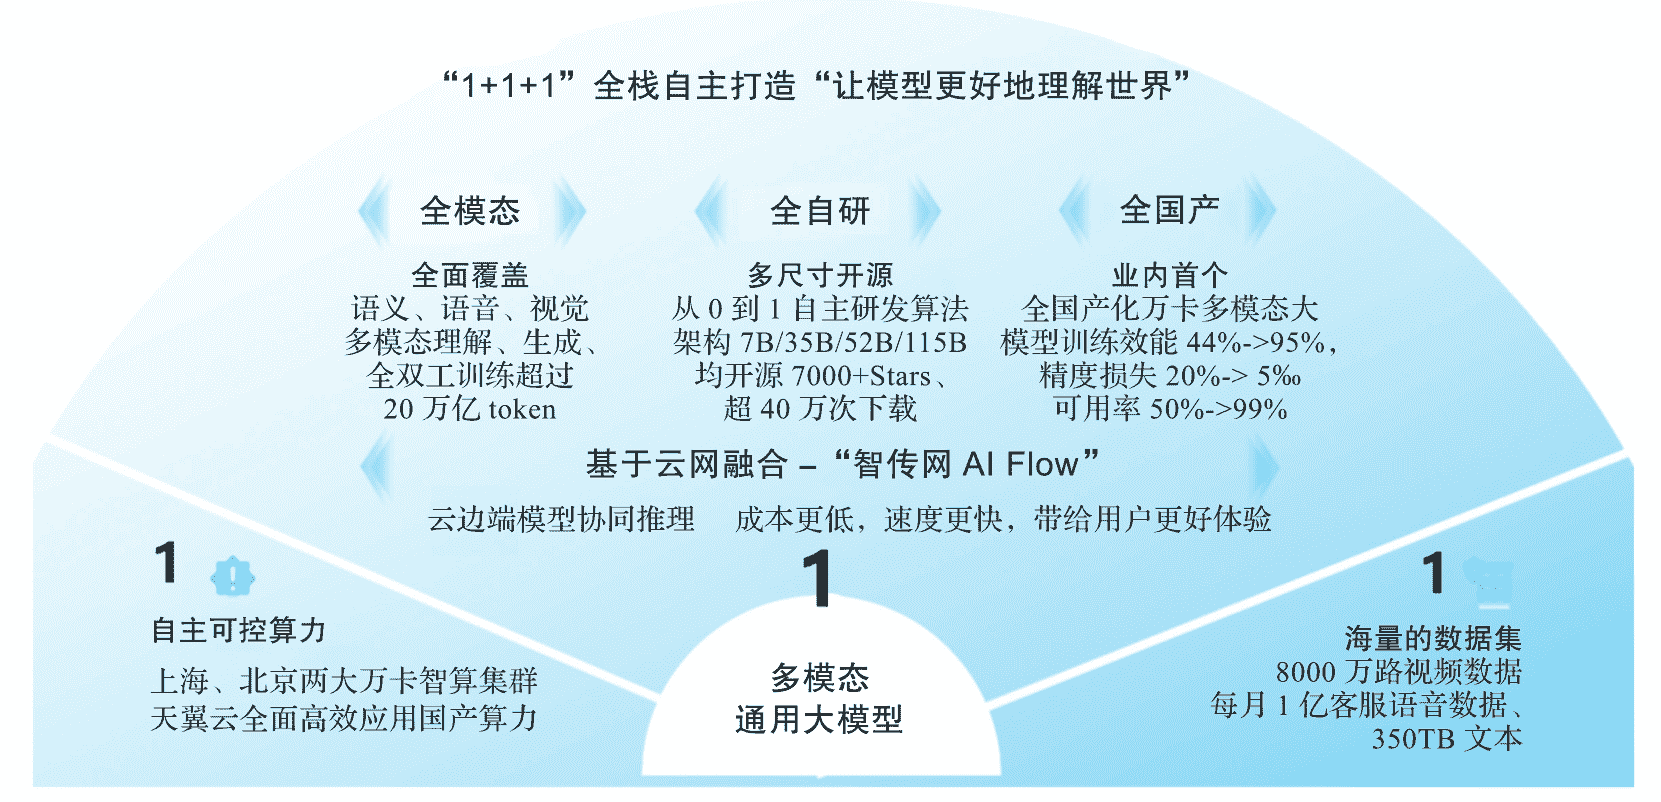 “1+1+1”全栈自主打造“让模型更好地理解世界”
全模态
全面覆盖
语义、语音、视觉
多模态理解、生成、
全双工训练超过
20 万亿 token
全自研
多尺寸开源
从 0 到 1 自主研发算法
架构 7B/35B/52B/115B
均开源 7000+Stars、
超 40 万次下载
全国产
业内首个
全国产化万卡多模态大
模型训练效能 44%->95%，
精度损失 20%-> 5‰
可用率 50%->99%
基于云网融合 – “智传网 AI Flow”
云边端模型协同推理 成本更低，速度更快，带给用户更好体验
1
自主可控算力
上海、北京两大万卡智算集群
天翼云全面高效应用国产算力
1
多模态
通用大模型
1
海量的数据集
8000 万路视频数据
每月 1 亿客服语音数据、
350TB 文本